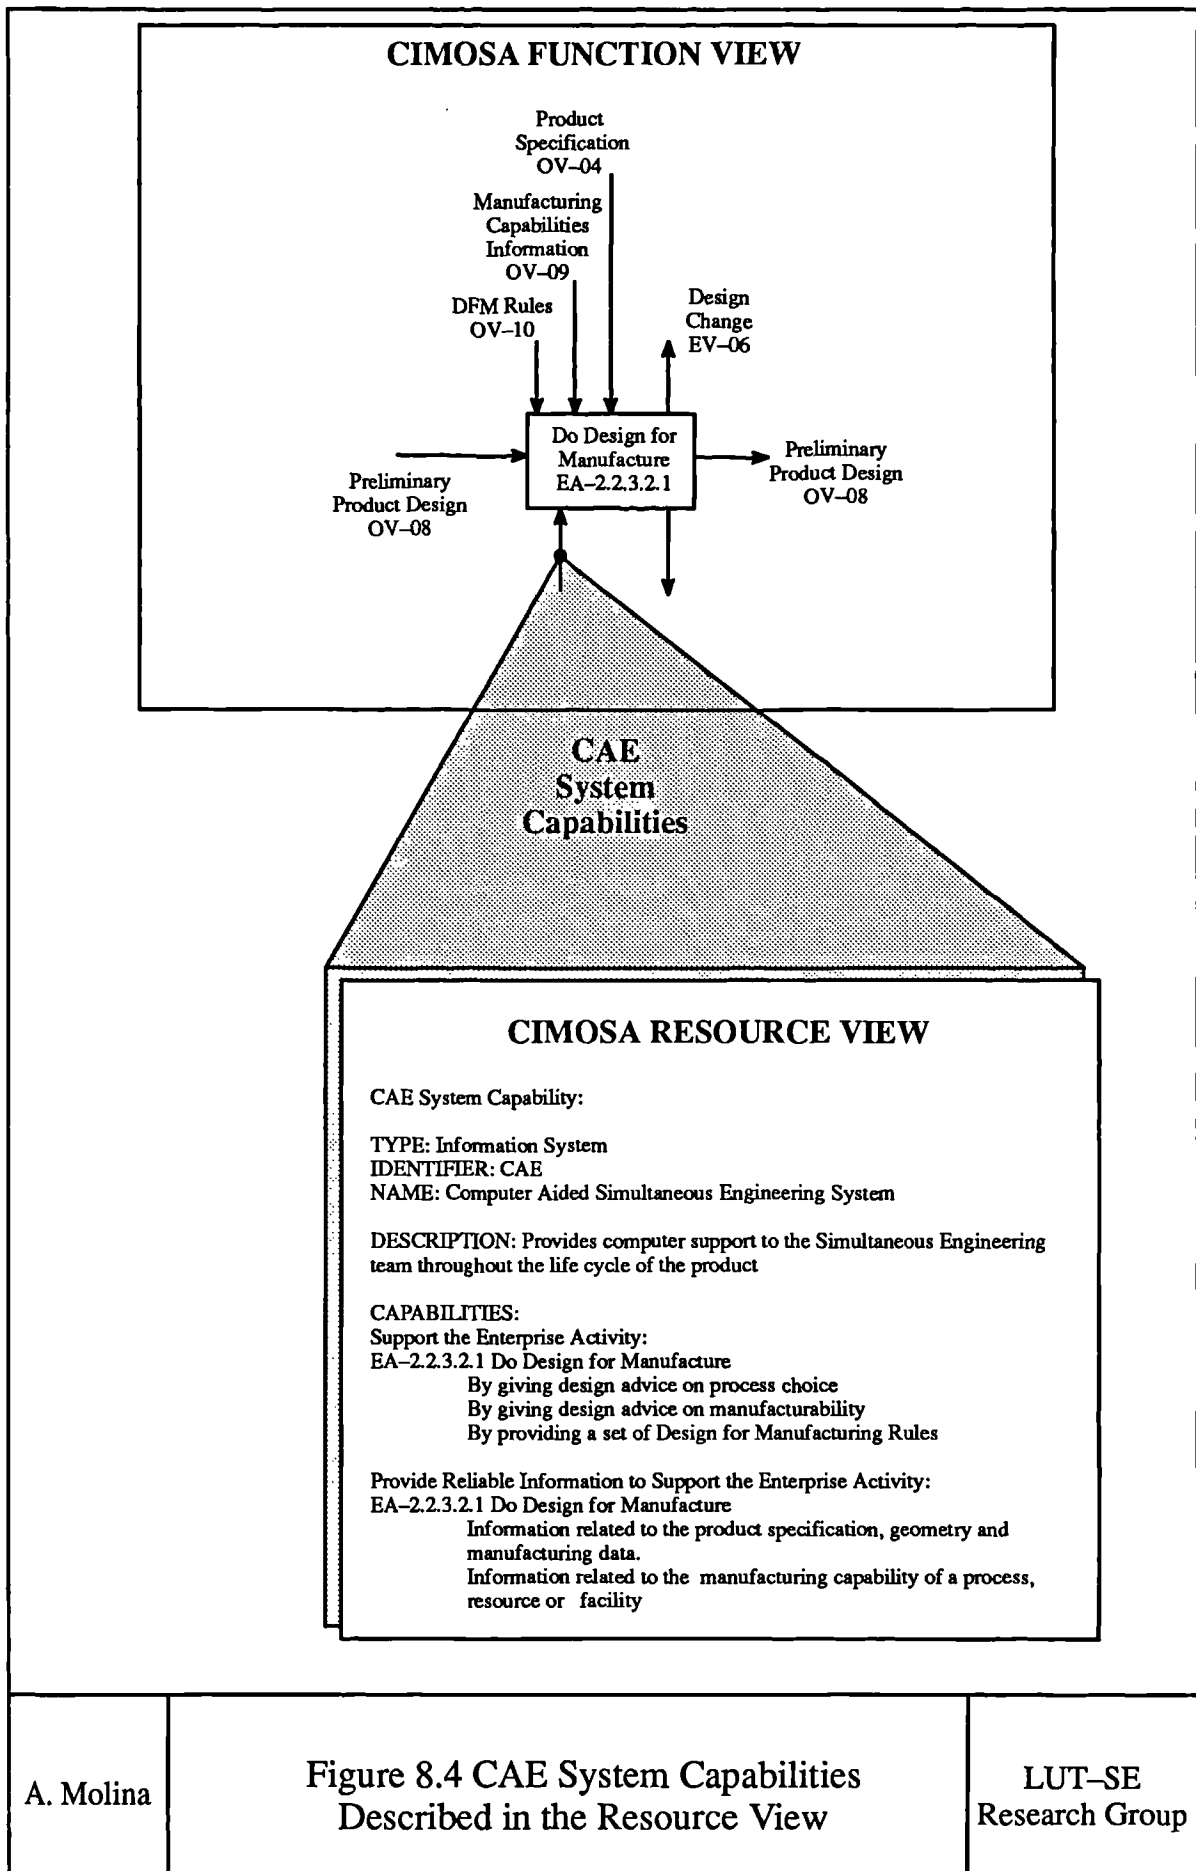 CIMOSA FUNCTION VIEW
Product
Specification
OV–04
Manufacturing
Capabilities
Information
OV–09
DFM Rules
OV–10
Design
Change
EV–06
Do Design for
Manufacture
EA–2.2.3.2.1
Preliminary
Product Design
OV–08
Preliminary
Product Design
OV–08
CAE
System
Capabilities
CIMOSA RESOURCE VIEW
CAE System Capability:
TYPE: Information System
IDENTIFIER: CAE
NAME: Computer Aided Simultaneous Engineering System
DESCRIPTION: Provides computer support to the Simultaneous Engineering
team throughout the life cycle of the product
CAPABILITIES:
Support the Enterprise Activity:
EA–2.2.3.2.1 Do Design for Manufacture
By giving design advice on process choice
By giving design advice on manufacturability
By providing a set of Design for Manufacturing Rules
Provide Reliable Information to Support the Enterprise Activity:
EA–2.2.3.2.1 Do Design for Manufacture
Information related to the product specification, geometry and
manufacturing data.
Information related to the manufacturing capability of a process,
resource or facility
A. Molina
Figure 8.4 CAE System Capabilities
Described in the Resource View
LUT–SE
Research Group